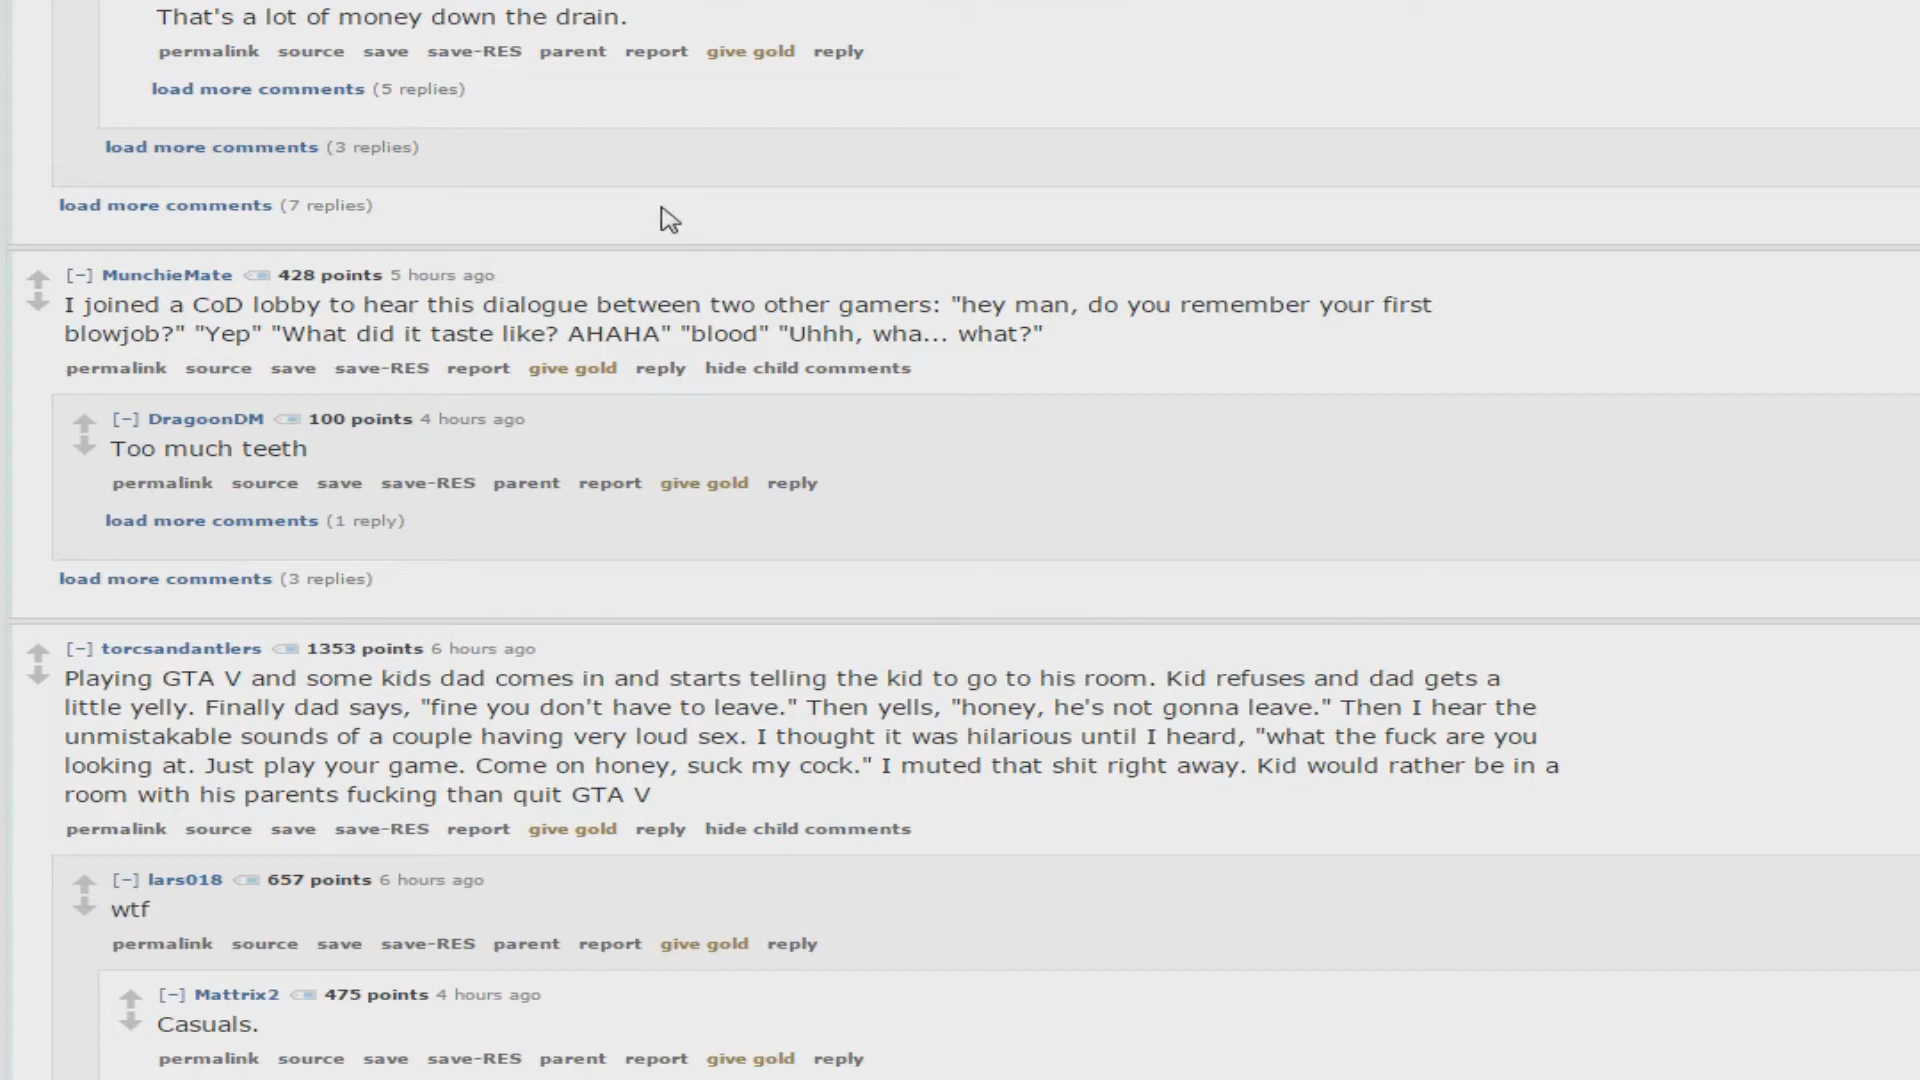 That's a lot of money down the drain.
permalink source save save-RES parent report give gold reply
load more comments (5 replies)
load more comments (3 replies)
load more comments (7 replies)
[–] MunchieMate 428 points 5 hours ago
I joined a CoD lobby to hear this dialogue between two other gamers: "hey man, do you remember your first
blowjob?" "Yep" "What did it taste like? AHAHA" "blood" "Uhhh, wha... what?"
permalink source save save-RES report give gold reply hide child comments
[–] DragoonDM 100 points 4 hours ago
Too much teeth
permalink source save save-RES parent report give gold reply
load more comments (1 reply)
load more comments (3 replies)
[–] torcsandantlers 1353 points 6 hours ago
Playing GTA V and some kids dad comes in and starts telling the kid to go to his room. Kid refuses and dad gets a
little yelly. Finally dad says, "fine you don't have to leave." Then yells, "honey, he's not gonna leave." Then I hear the
unmistakable sounds of a couple having very loud sex. I thought it was hilarious until I heard, "what the fuck are you
looking at. Just play your game. Come on honey, suck my cock." I muted that shit right away. Kid would rather be in a
room with his parents fucking than quit GTA V
permalink source save save-RES report give gold reply hide child comments
[–] lars018 657 points 6 hours ago
wtf
permalink source save save-RES parent report give gold reply
[–] Mattrix2 475 points 4 hours ago
Casuals.
permalink source save save-RES parent report give gold reply